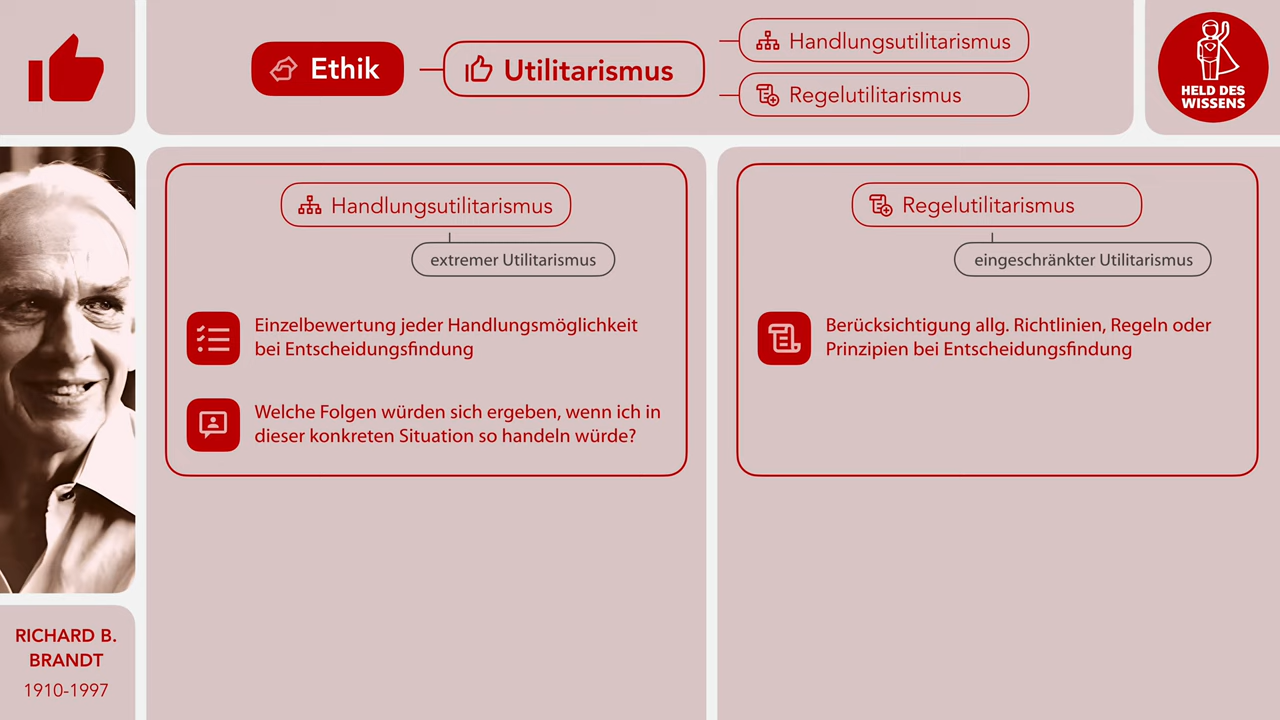 Ethik
Utilitarismus
Handlungsutilitarismus
Regelutilitarismus
HELD DES
WISSENS
Handlungsutilitarismus
extremer Utilitarismus
Einzelbewertung jeder Handlungsmöglichkeit
bei Entscheidungsfindung
Welche Folgen würden sich ergeben, wenn ich in
dieser konkreten Situation so handeln würde?
Regelutilitarismus
eingeschränkter Utilitarismus
Berücksichtigung allg. Richtlinien, Regeln oder
Prinzipien bei Entscheidungsfindung
RICHARD B.
BRANDT
1910-1997